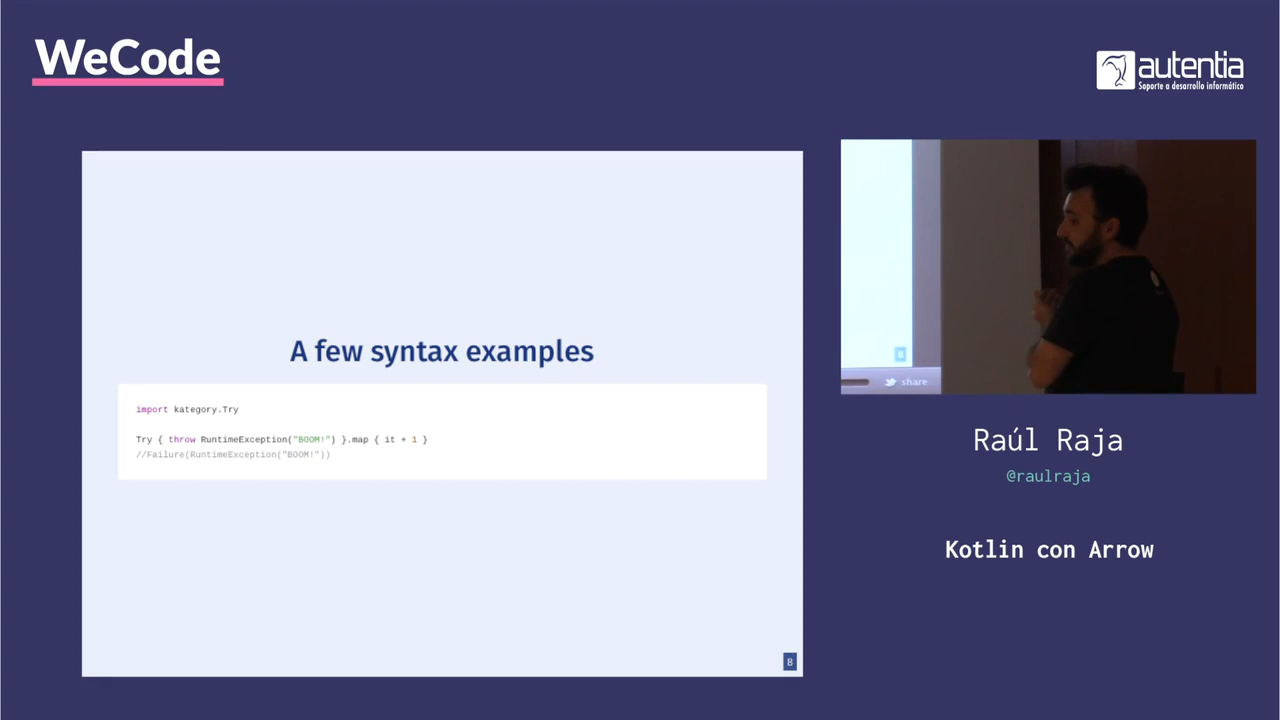 WeCode
autentia
Soporte a desarrollo informático
A few syntax examples
import kategory.Try
Try { throw RuntimeException("BOOM!") }.map { it + 1 }
//Failure(RuntimeException("BOOM!"))
8
8
share
Raúl Raja
@raulraja
Kotlin con Arrow